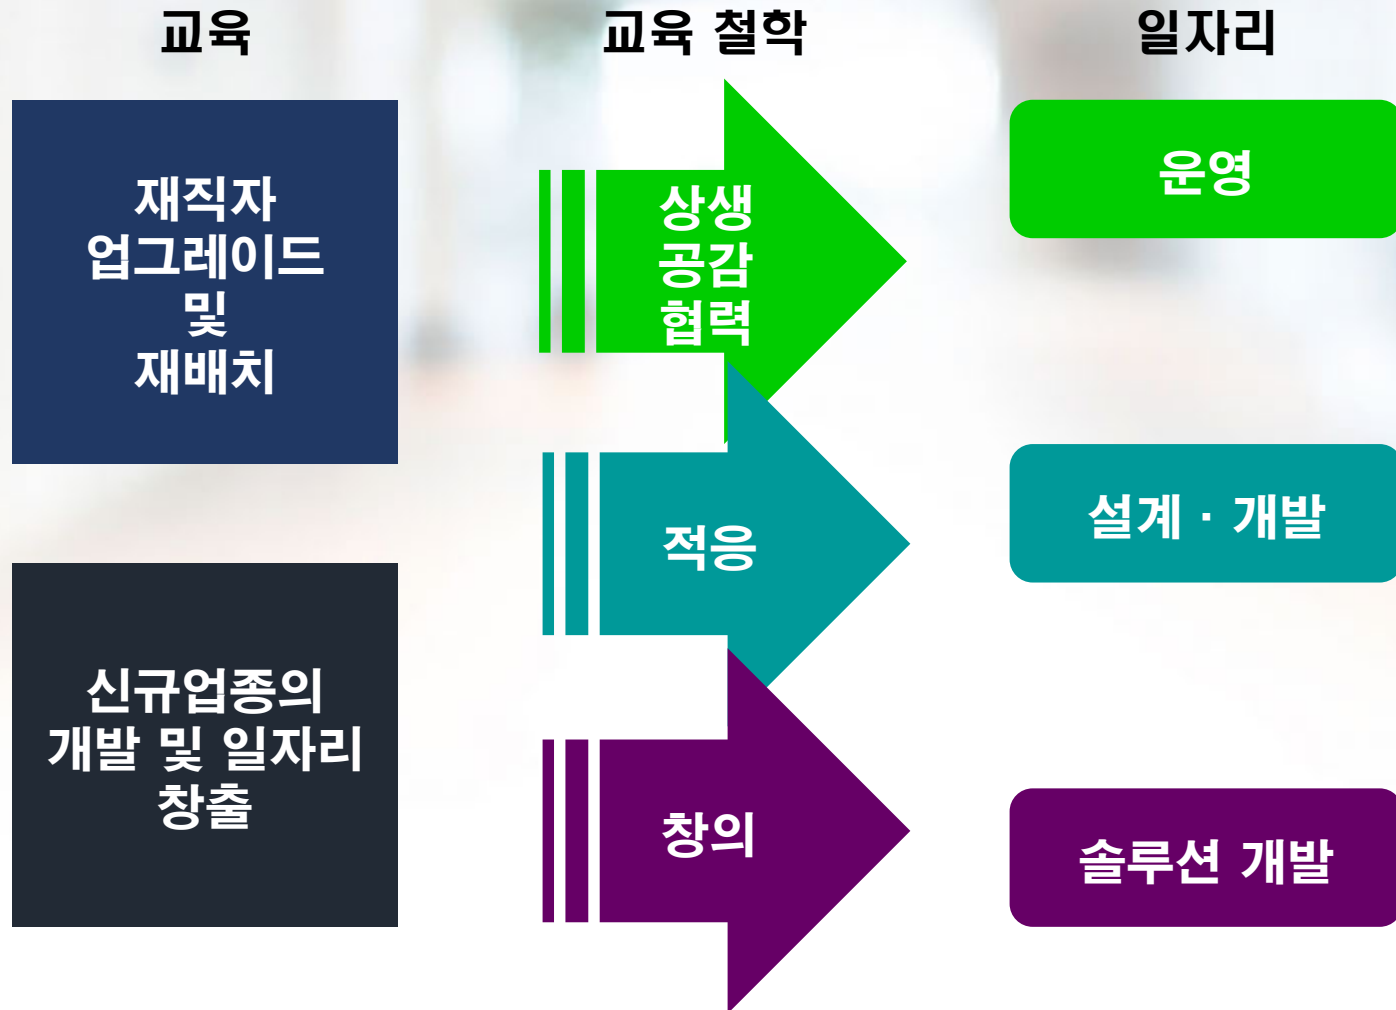 교육
교육 철학
일자리
재직자
업그레이드
및
재배치
신규업종의
개발 및 일자리
창출
상생
공감
협력
적응
창의
운영
설계 · 개발
솔루션 개발